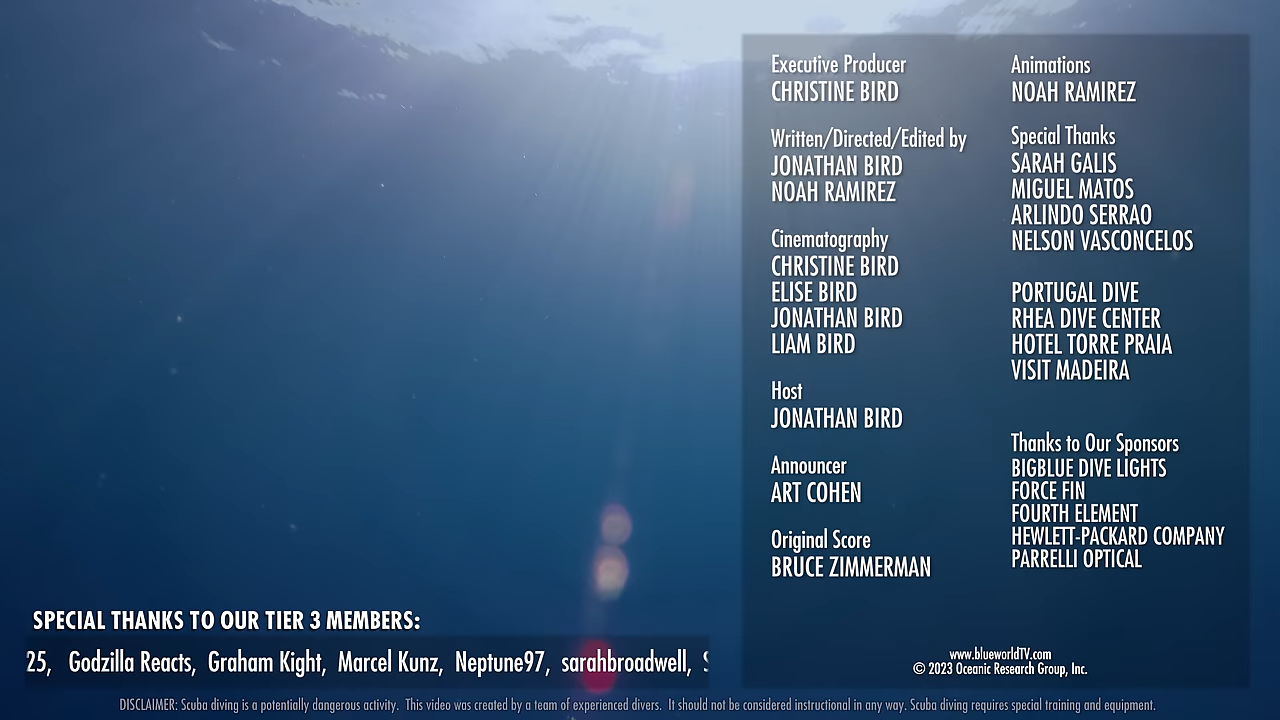 Executive Producer
CHRISTINE BIRD
Written/Directed/Edited by
JONATHAN BIRD
NOAH RAMIREZ
Cinematography
CHRISTINE BIRD
ELISE BIRD
JONATHAN BIRD
LIAM BIRD
Host
JONATHAN BIRD
Announcer
ART COHEN
Original Score
BRUCE ZIMMERMAN
Animations
NOAH RAMIREZ
Special Thanks
SARAH GALIS
MIGUEL MATOS
ARLINDO SERRAO
NELSON VASCONCELOS
PORTUGAL DIVE
RHEA DIVE CENTER
HOTEL TORRE PRAIA
VISIT MADEIRA
Thanks to Our Sponsors
BIGBLUE DIVE LIGHTS
FORCE FIN
FOURTH ELEMENT
HEWLETT-PACKARD COMPANY
PARRELLI OPTICAL
www.blueworldTV.com
© 2023 Oceanic Research Group, Inc.
SPECIAL THANKS TO OUR TIER 3 MEMBERS:
25, Godzilla Reacts, Graham Kight, Marcel Kunz, Neptune97, sarahbroadwell,
DISCLAIMER: Scuba diving is a potentially dangerous activity. This video was created by a team of experienced divers. It should not be considered instructional in any way. Scuba diving requires special training and equipment.